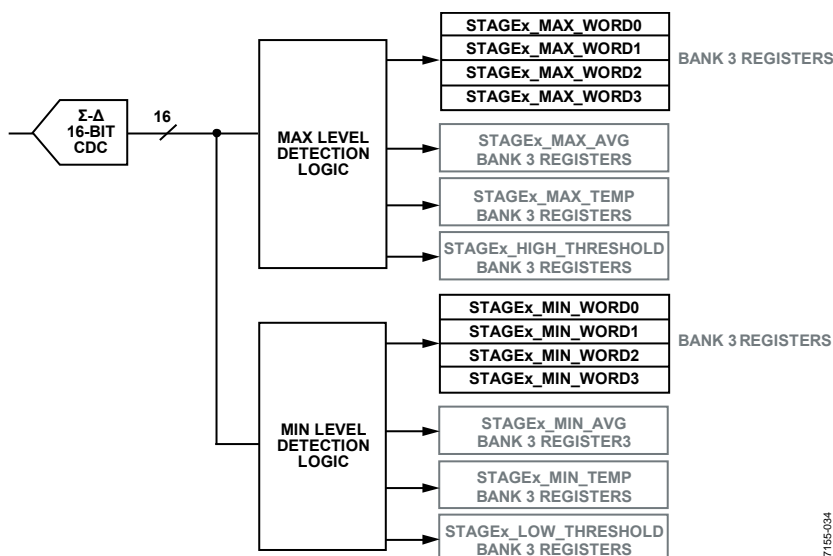 Σ-Δ
16-BIT
CDC
16
MAX LEVEL
DETECTION
LOGIC
STAGEx_MAX_WORD0
STAGEx_MAX_WORD1
STAGEx_MAX_WORD2
STAGEx_MAX_WORD3
BANK 3 REGISTERS
STAGEx_MAX_AVG
BANK 3 REGISTERS
STAGEx_MAX_TEMP
BANK 3 REGISTERS
STAGEx_HIGH_THRESHOLD
BANK 3 REGISTERS
MIN LEVEL
DETECTION
LOGIC
STAGEx_MIN_WORD0
STAGEx_MIN_WORD1
STAGEx_MIN_WORD2
STAGEx_MIN_WORD3
BANK 3 REGISTERS
STAGEx_MIN_AVG
BANK 3 REGISTER3
STAGEx_MIN_TEMP
BANK 3 REGISTERS
STAGEx_LOW_THRESHOLD
BANK 3 REGISTERS
7155-034